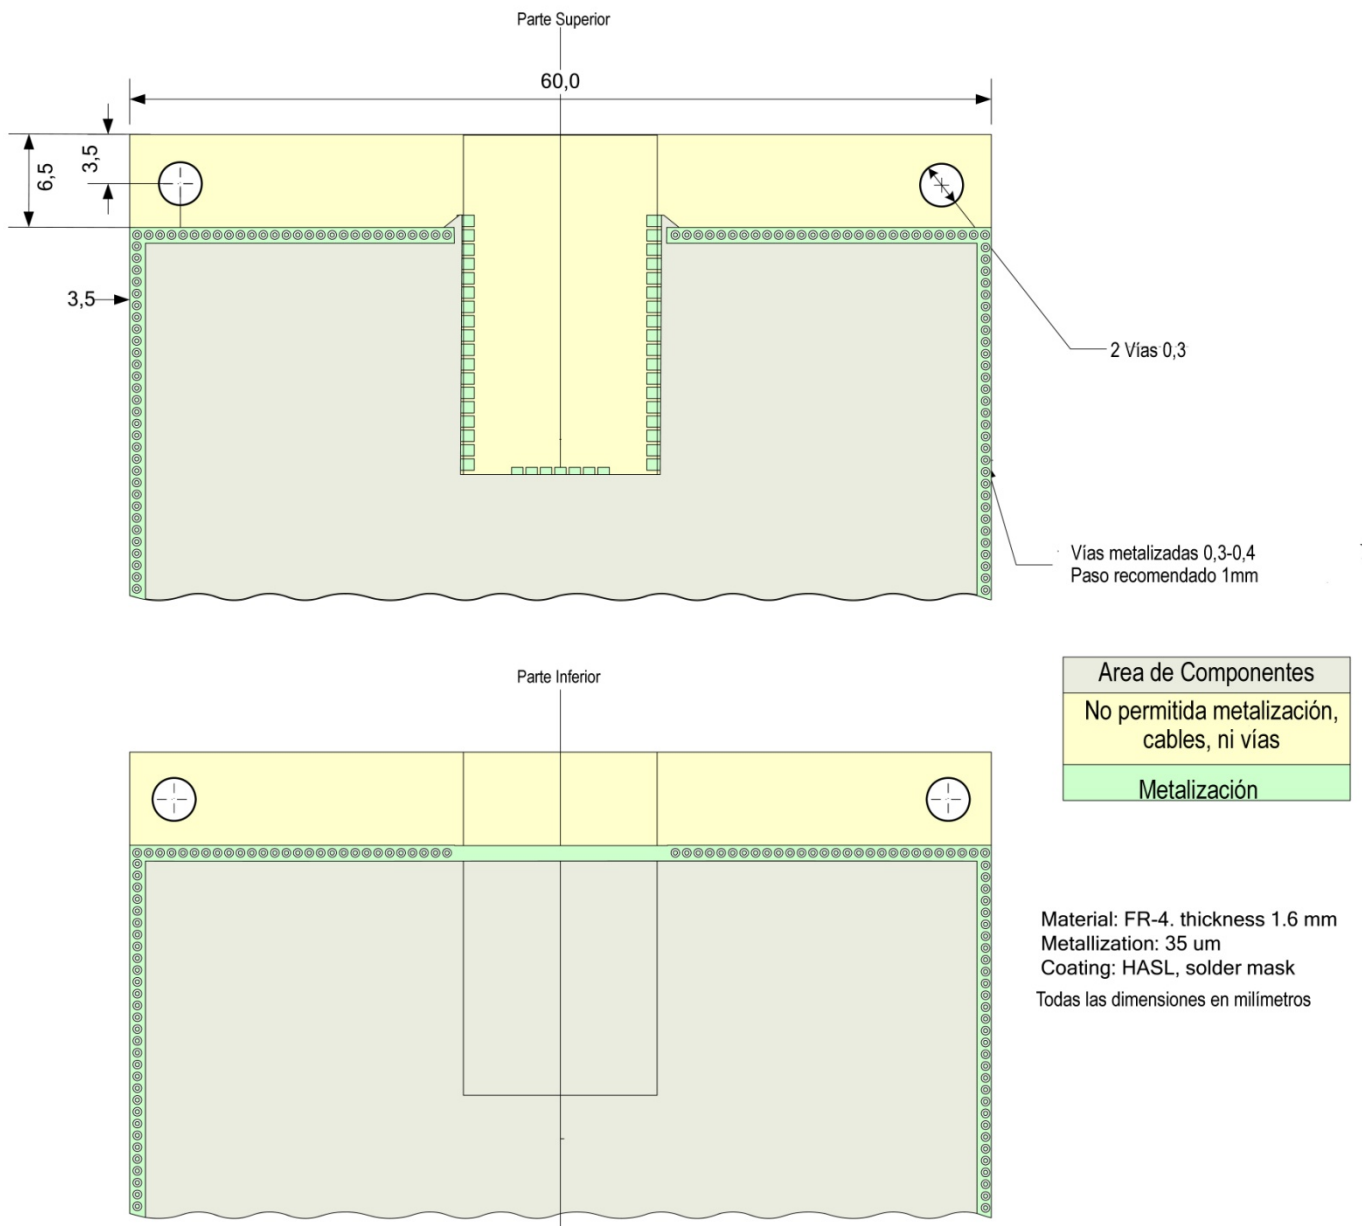 Parte Superior
60,0
6,5
3,5
3,5
2 Vías 0,3
Vías metalizadas 0,3-0,4
Paso recomendado 1mm
Parte Inferior
Area de Componentes
No permitida metalización,
cables, ni vías
Metalización
Material: FR-4. thickness 1.6 mm
Metallization: 35 um
Coating: HASL, solder mask
Todas las dimensiones en milímetros